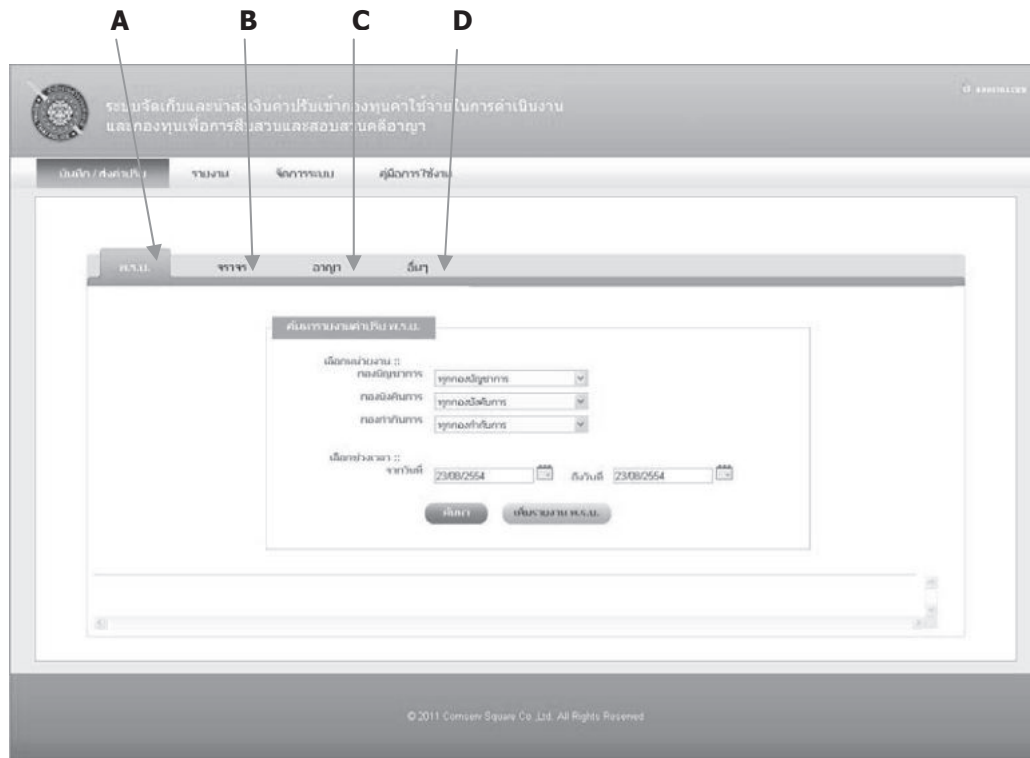 A B C D
ระบบจัดเก็บและนำส่งเงินค่าปรับเข้ากองทุนค่าใช้จ่ายในการดำเนินงาน
และกองทุนเพื่อการสืบสวนและสอบสวนคดีอาญา
บันทึก / ส่งค่าปรับ รายงาน จัดการระบบ คู่มือการใช้งาน
พ.ร.บ. จราจร อาญา อื่นๆ
ค้นหารายงานค่าปรับ พ.ร.บ.
เลือกหน่วยงาน ::
กองบัญชาการ ทุกกองบัญชาการ
กองบังคับการ ทุกกองบังคับการ
กองกำกับการ ทุกกองกำกับการ
เลือกช่วงเวลา ::
จากวันที่ 23/08/2554 ถึงวันที่ 23/08/2554
ค้นหา เพิ่มรายงาน พ.ร.บ.
© 2011 Comserv Square Co.,Ltd. All Rights Reserved